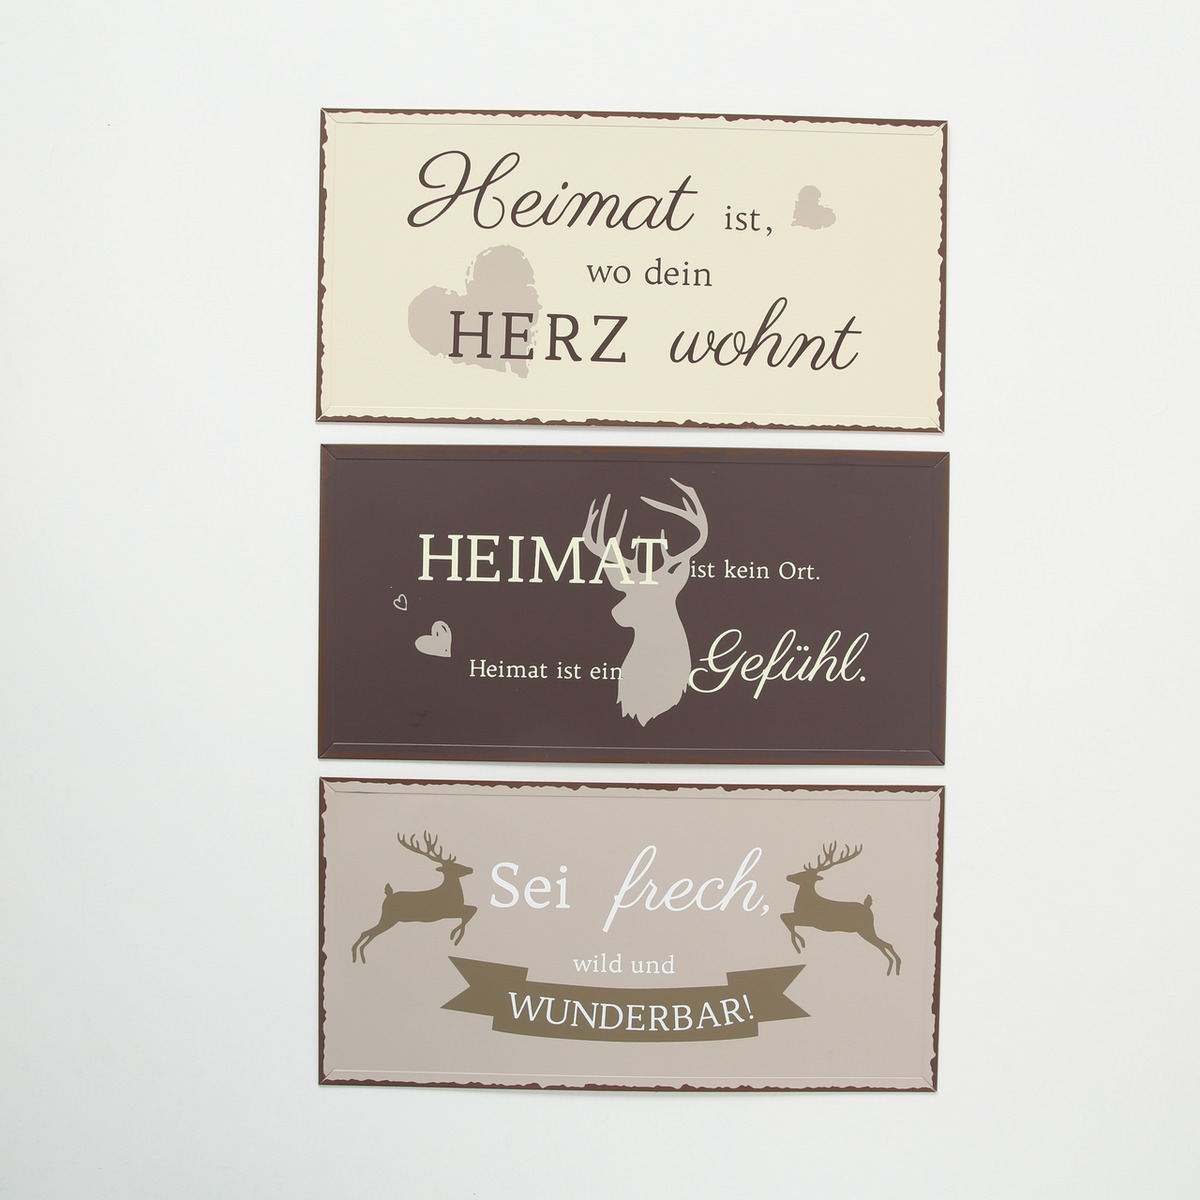 Heimat ist,
wo dein
HERZ wohnt
HEIMAT ist kein Ort.
Heimat ist ein Gefühl.
Sei frech,
wild und
WUNDERBAR!